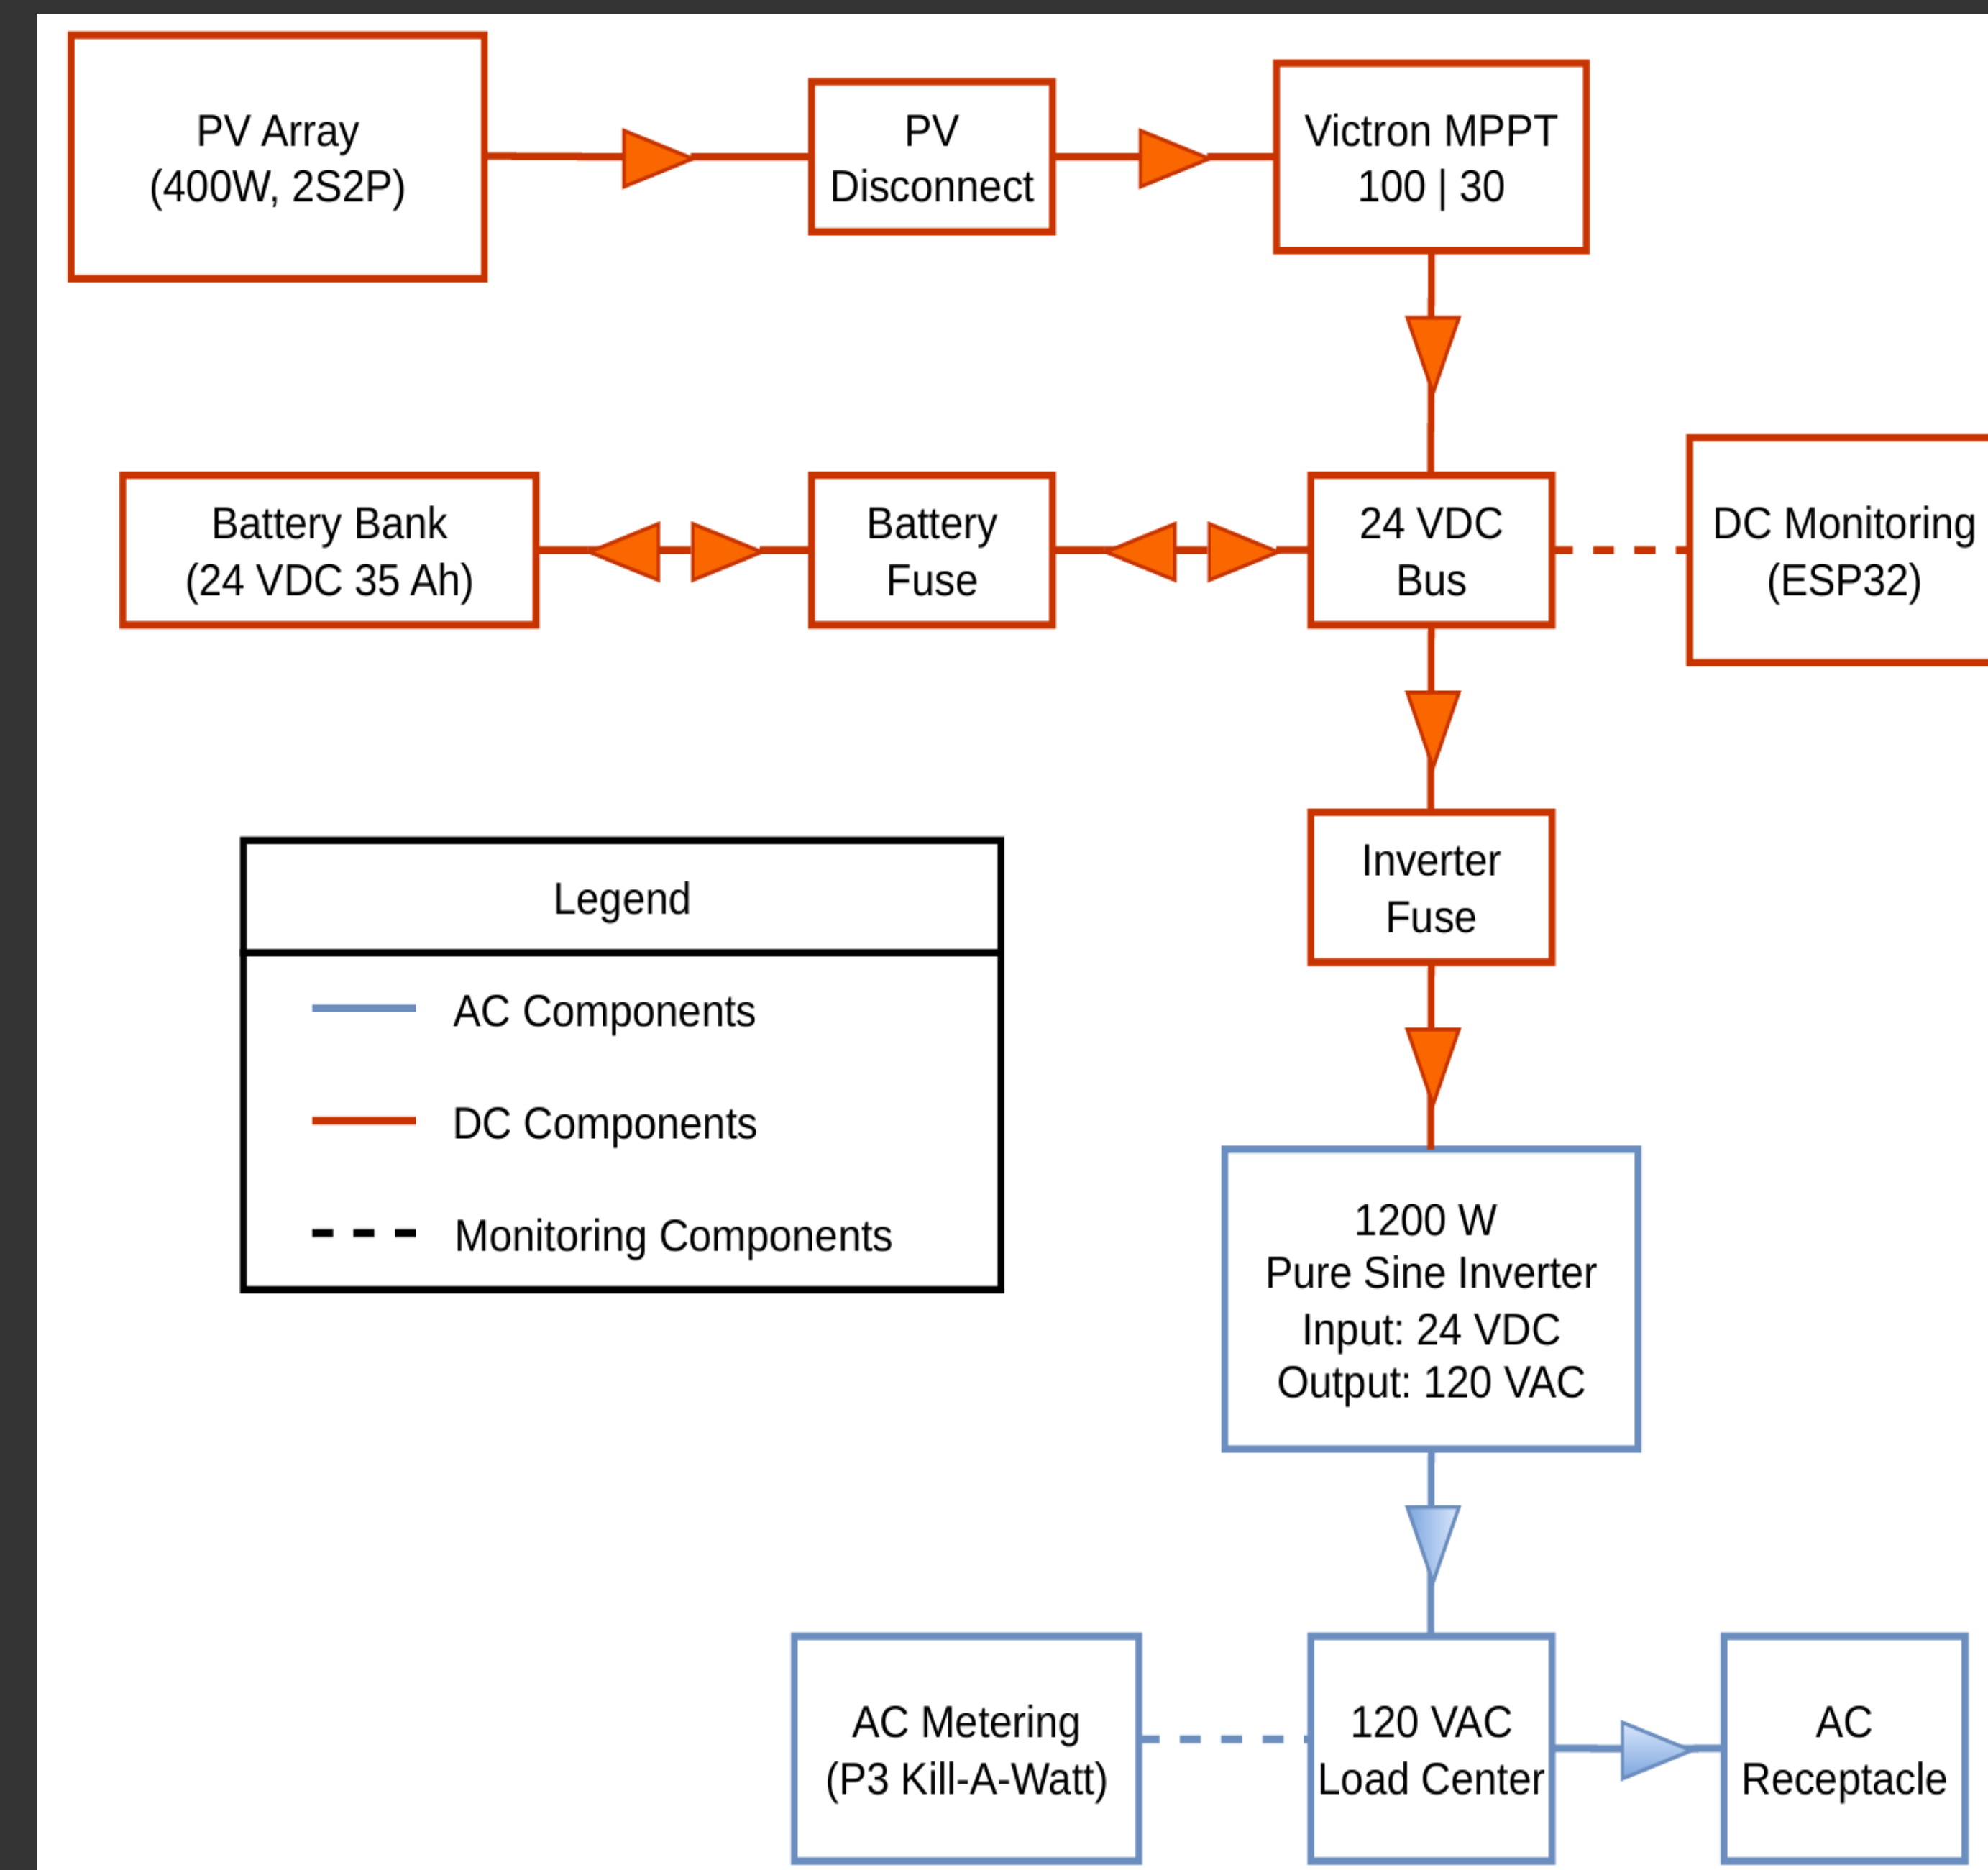 PV Array
(400W, 2S2P)
PV
Disconnect
Victron MPPT
100 | 30
Battery Bank
(24 VDC 35 Ah)
Battery
Fuse
24 VDC
Bus
DC Monitoring
(ESP32)
Inverter
Fuse
Legend
AC Components
DC Components
Monitoring Components
1200 W
Pure Sine Inverter
Input: 24 VDC
Output: 120 VAC
AC Metering
(P3 Kill-A-Watt)
120 VAC
Load Center
AC
Receptacle